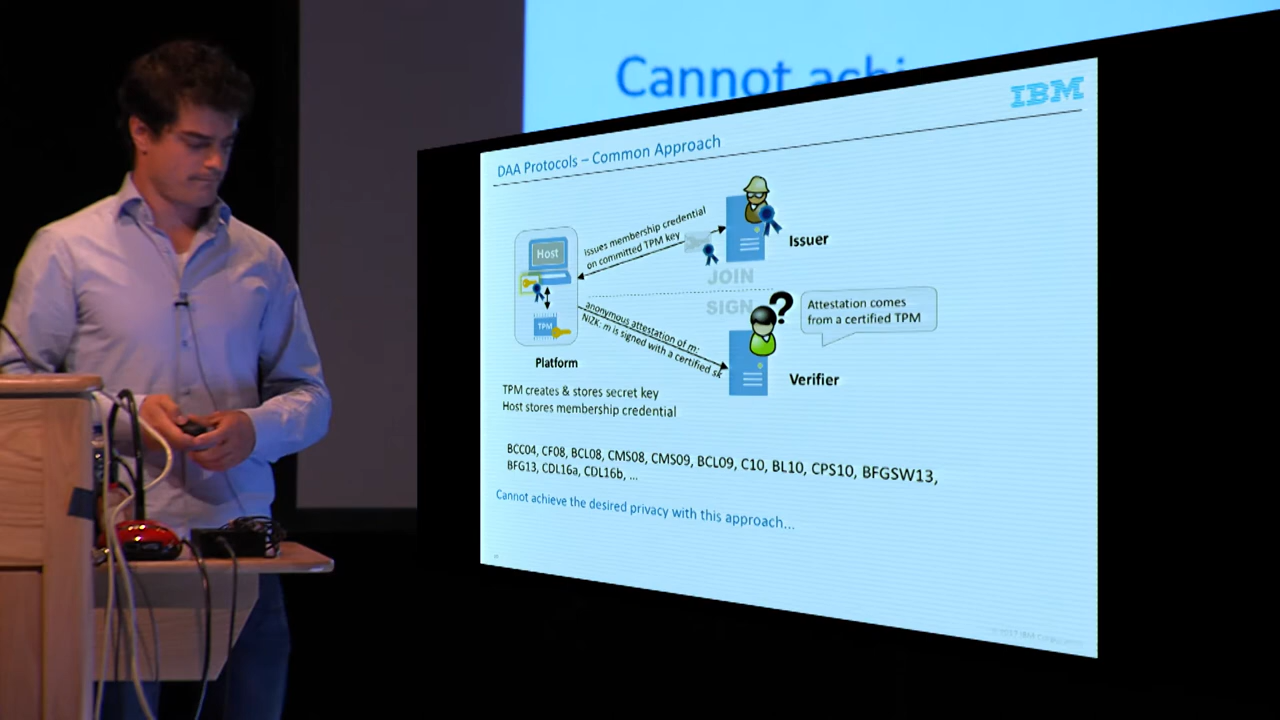 Cannot achi
IBM
DAA Protocols – Common Approach
Host
TPM
Platform
issues membership credential
on committed TPM key
Issuer
JOIN
SIGN
anonymous attestation of m:
NIZK: m is signed with a certified sk
?
Attestation comes
from a certified TPM
Verifier
TPM creates & stores secret key
Host stores membership credential
BCC04, CF08, BCL08, CMS08, CMS09, BCL09, C10, BL10, CPS10, BFGSW13,
BFG13, CDL16a, CDL16b, ...
Cannot achieve the desired privacy with this approach...